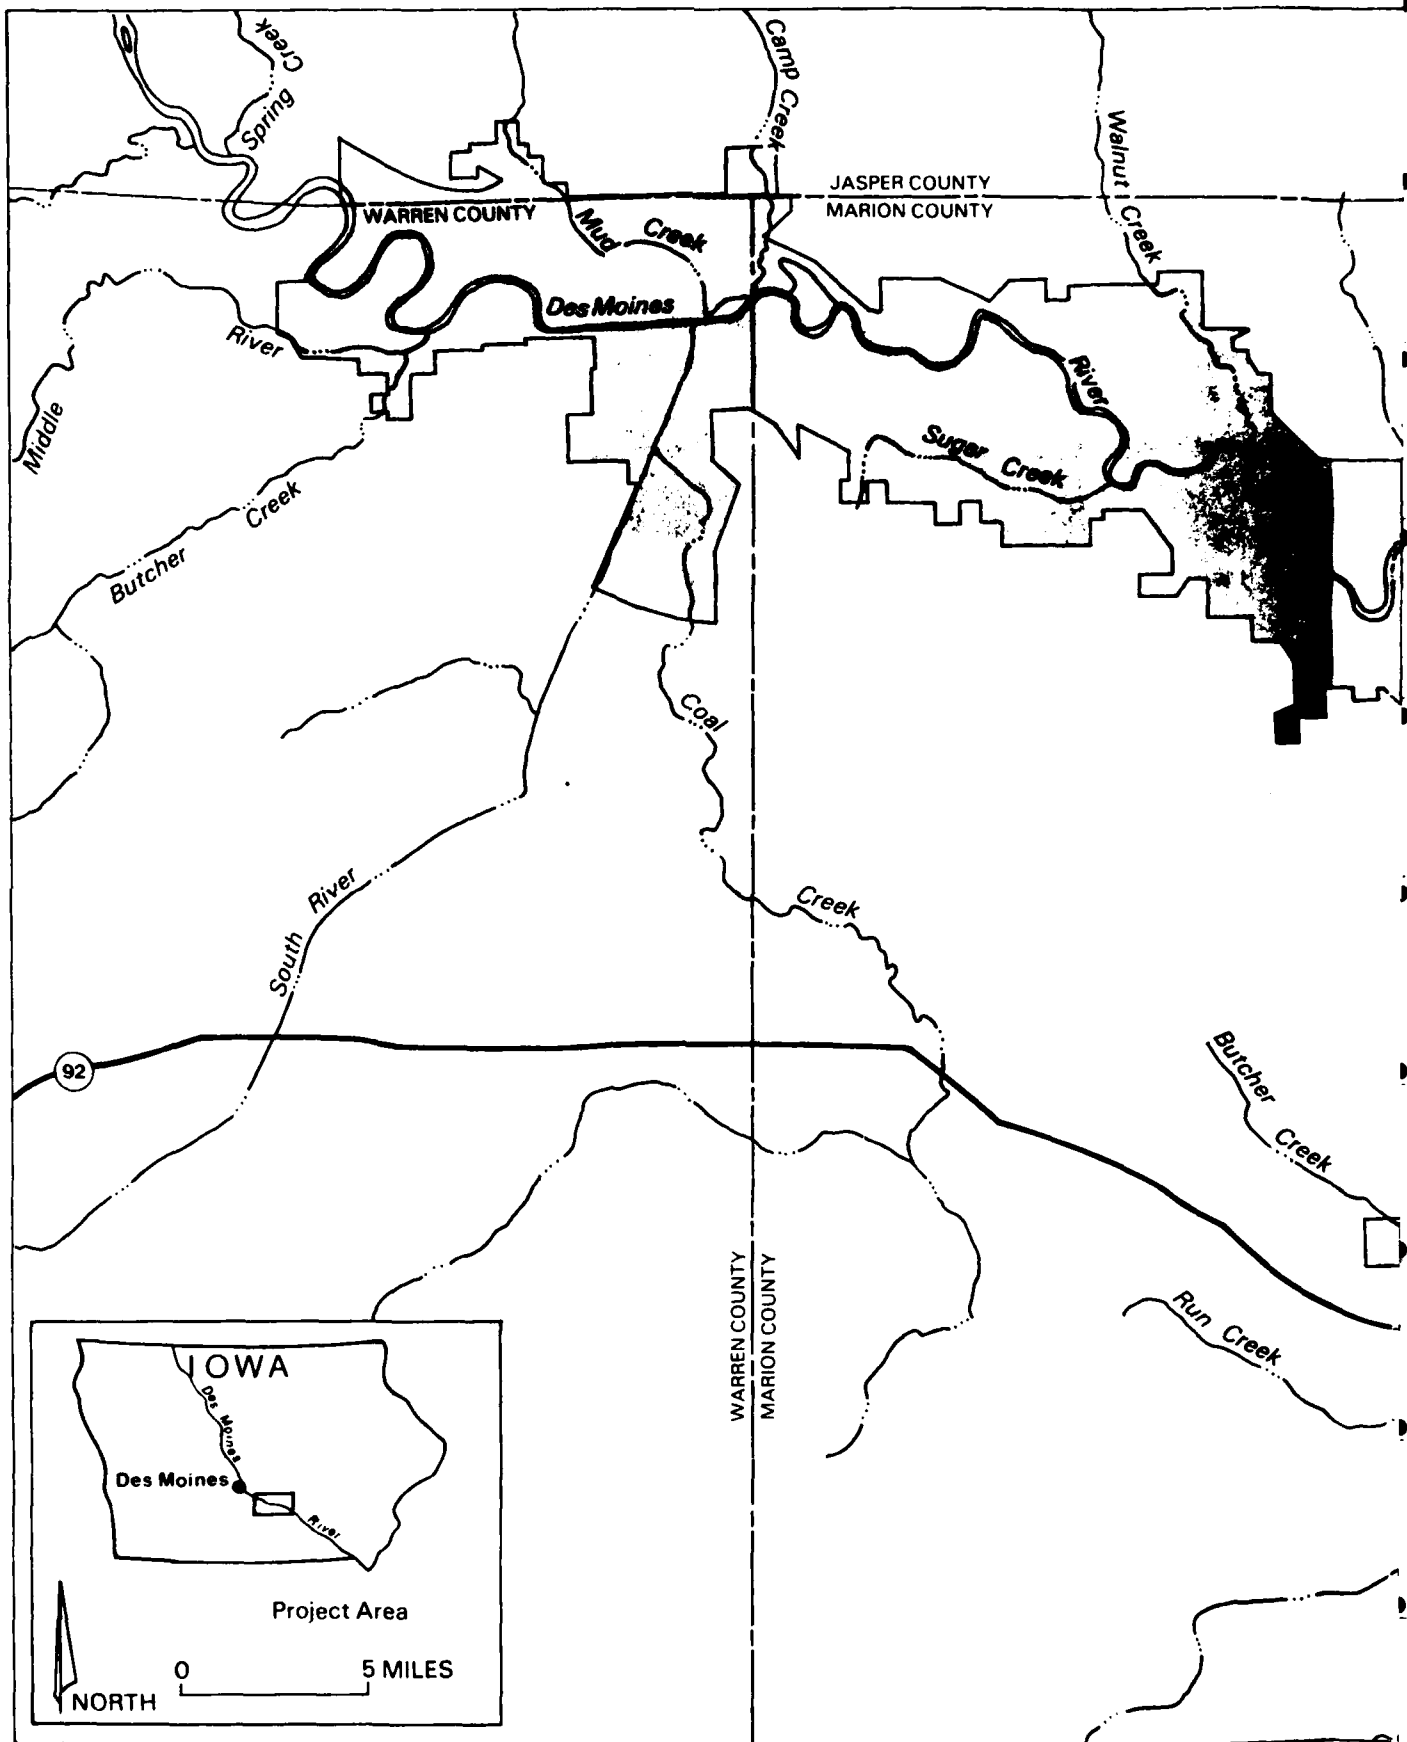 Spring Creek
Camp Creek
Walnut Creek
JASPER COUNTY
MARION COUNTY
WARREN COUNTY
Mud Creek
Des Moines
River
River
Middle
Sugar Creek
Butcher Creek
Coal
Creek
South River
92
Butcher Creek
WARREN COUNTY
MARION COUNTY
Run Creek
IOWA
Des Moines
Des Moines
River
Project Area
0 5 MILES
NORTH